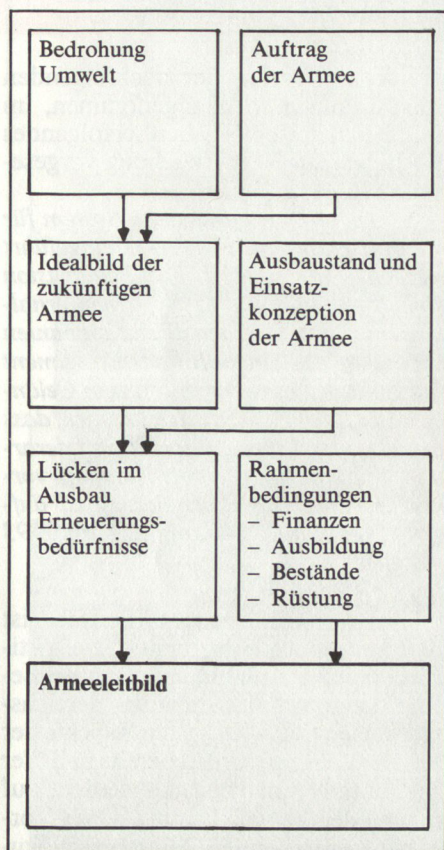 Bedrohung
Umwelt
Auftrag
der Armee
Idealbild der
zukünftigen
Armee
Ausbaustand und
Einsatz-
konzeption
der Armee
Lücken im
Ausbau
Erneuerungs-
bedürfnisse
Rahmen-
bedingungen
– Finanzen
– Ausbildung
– Bestände
– Rüstung
Armeeleitbild